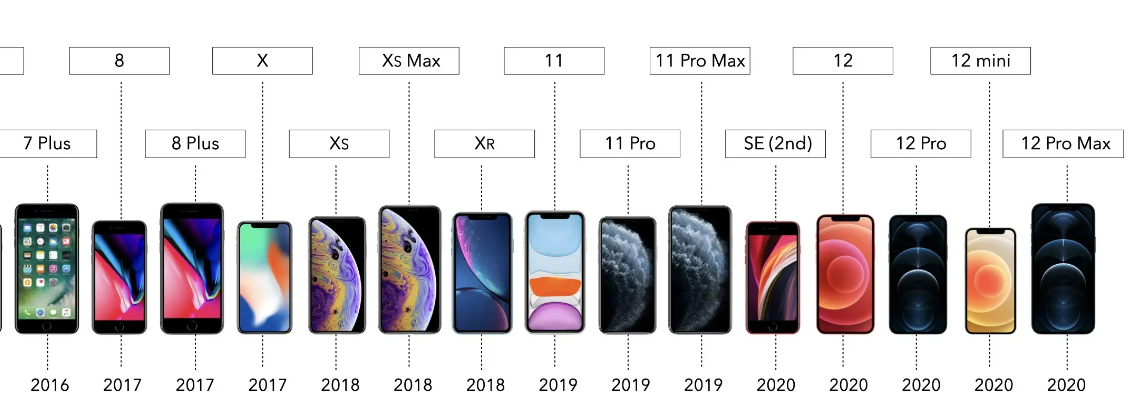 8
X
Xs Max
11
11 Pro Max
12
12 mini
7 Plus
8 Plus
Xs
XR
11 Pro
SE (2nd)
12 Pro
12 Pro Max
2016
2017
2017
2017
2018
2018
2018
2019
2019
2019
2020
2020
2020
2020
2020